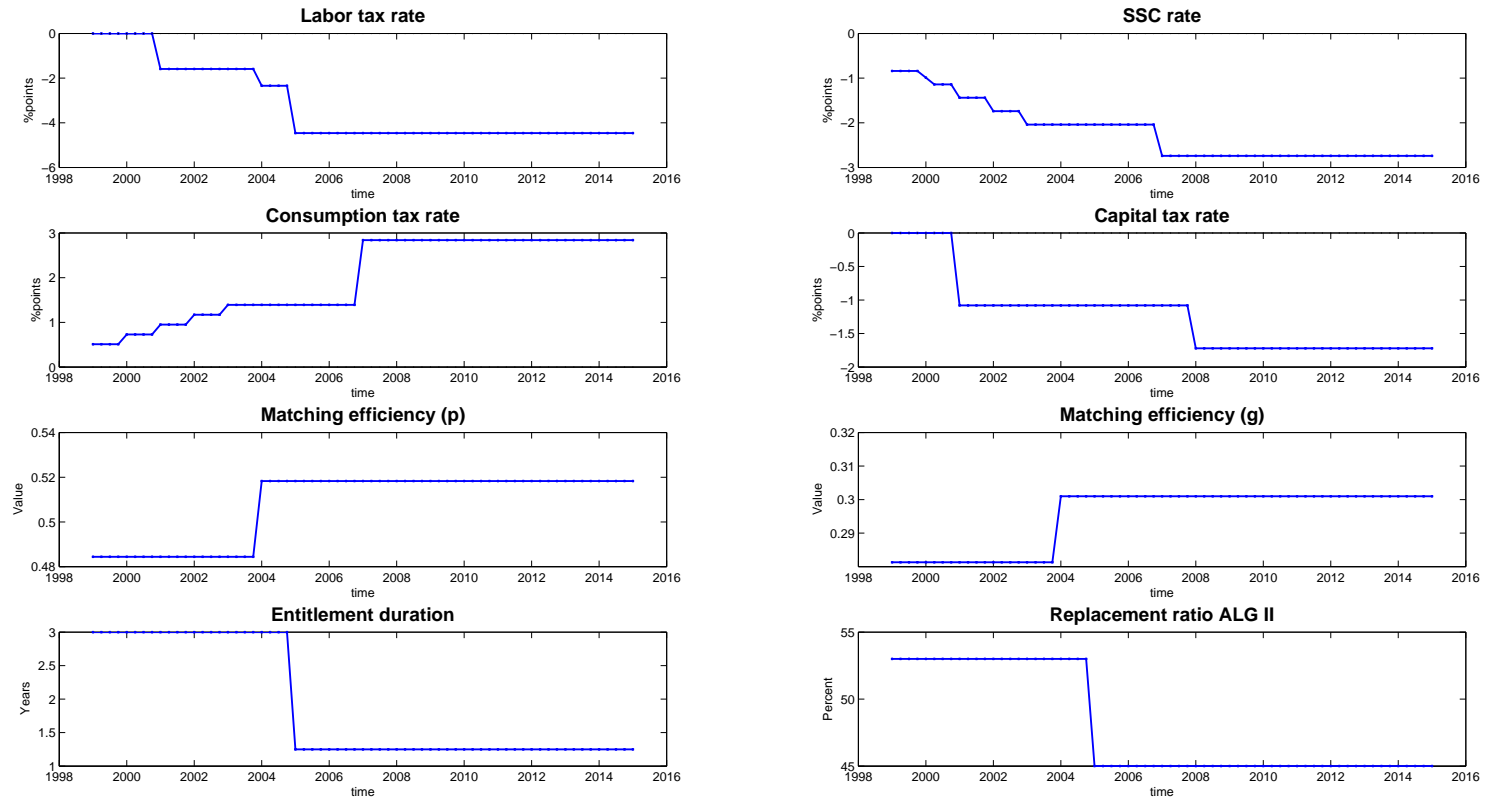 Labor tax rate
%points
0
−2
−4
−6
1998 2000 2002 2004 2006 2008 2010 2012 2014 2016
time
SSC rate
%points
0
−1
−2
−3
1998 2000 2002 2004 2006 2008 2010 2012 2014 2016
time
Consumption tax rate
%points
3
2
1
0
1998 2000 2002 2004 2006 2008 2010 2012 2014 2016
time
Capital tax rate
%points
0
−0.5
−1
−1.5
−2
1998 2000 2002 2004 2006 2008 2010 2012 2014 2016
time
Matching efficiency (p)
Value
0.54
0.52
0.5
0.48
1998 2000 2002 2004 2006 2008 2010 2012 2014 2016
time
Matching efficiency (g)
Value
0.32
0.31
0.3
0.29
1998 2000 2002 2004 2006 2008 2010 2012 2014 2016
time
Entitlement duration
Years
3
2.5
2
1.5
1
1998 2000 2002 2004 2006 2008 2010 2012 2014 2016
time
Replacement ratio ALG II
Percent
55
50
45
1998 2000 2002 2004 2006 2008 2010 2012 2014 2016
time